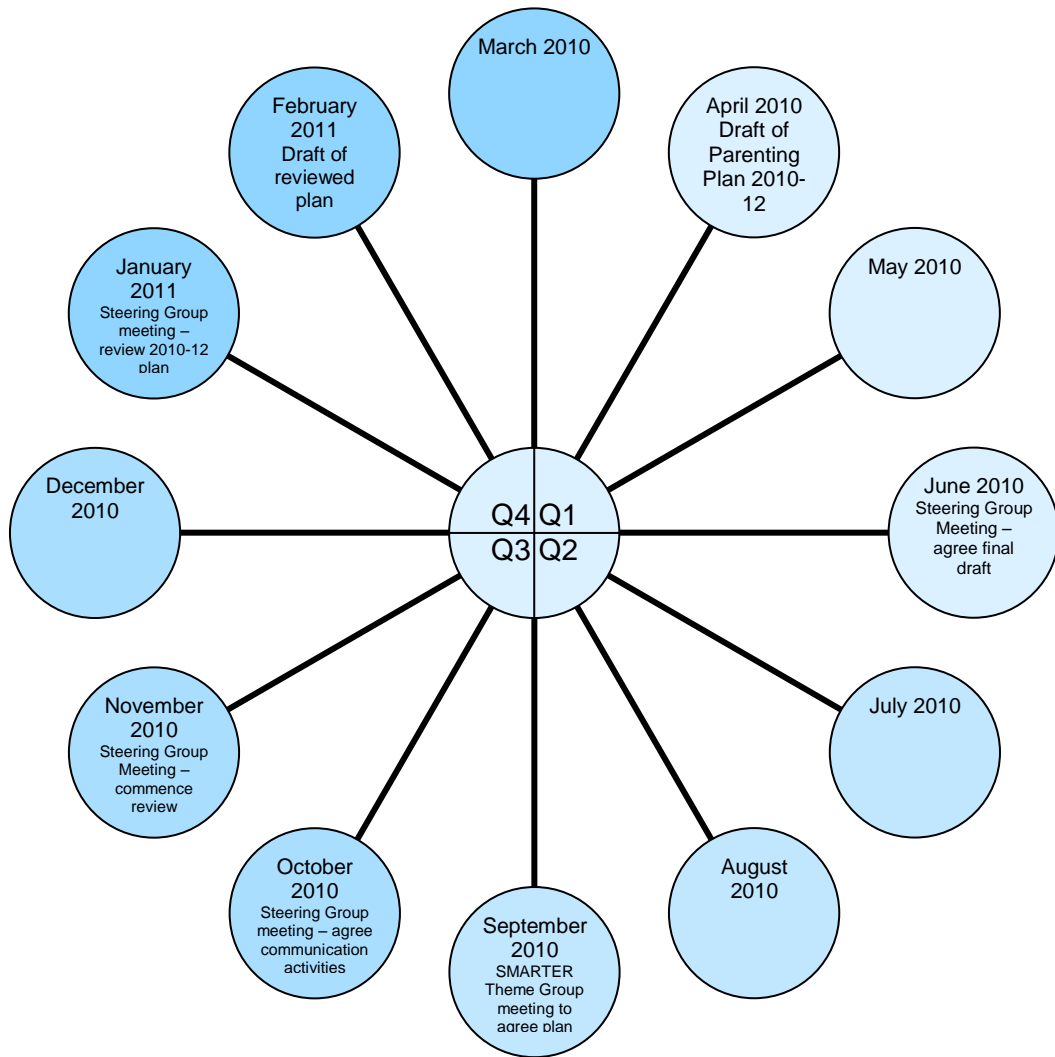 March 2010
April 2010
Draft of
Parenting
Plan 2010-
12
May 2010
June 2010
Steering Group
Meeting –
agree final
draft
July 2010
August
2010
September
2010
SMARTER
Theme Group
meeting to
agree plan
October
2010
Steering Group
meeting – agree
communication
activities
November
2010
Steering Group
Meeting –
commence
review
December
2010
January
2011
Steering Group
meeting –
review 2010-12
plan
February
2011
Draft of
reviewed
plan
Q4 Q1
Q3 Q2